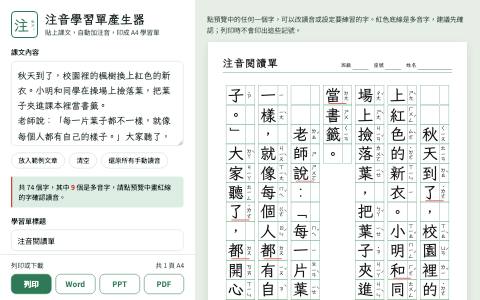 注
注音學習單產生器
貼上課文，自動加注音，印成 A4 學習單
課文內容
秋天到了，校園裡的楓樹換上紅色的新
衣。小明和同學在操場上撿落葉，把葉
子夾進課本裡當書籤。
老師說：「每一片葉子都不一樣，就像
每個人都有自己的樣子。」大家聽了，
放入範例文章
清空
還原所有手動讀音
共 74 個字，其中 9 個是多音字，請點預覽中畫紅線
的字確認讀音。
學習單標題
注音閱讀單
列印或下載
共 1 頁 A4
列印
Word
PPT
PDF
點預覽中的任何一個字，可以改讀音或設定要練習的字。紅色底線是多音字，建議先確
認；列印時不會印出這些記號。
注音閱讀單
班級
座號
姓名
秋天到了，校園裡的
上紅色的新衣。小明和同
場上撿落葉，把葉子夾進
當書籤。
老師說：「每一片葉
一樣，就像每個人都有自
子。」大家聽了，都開心